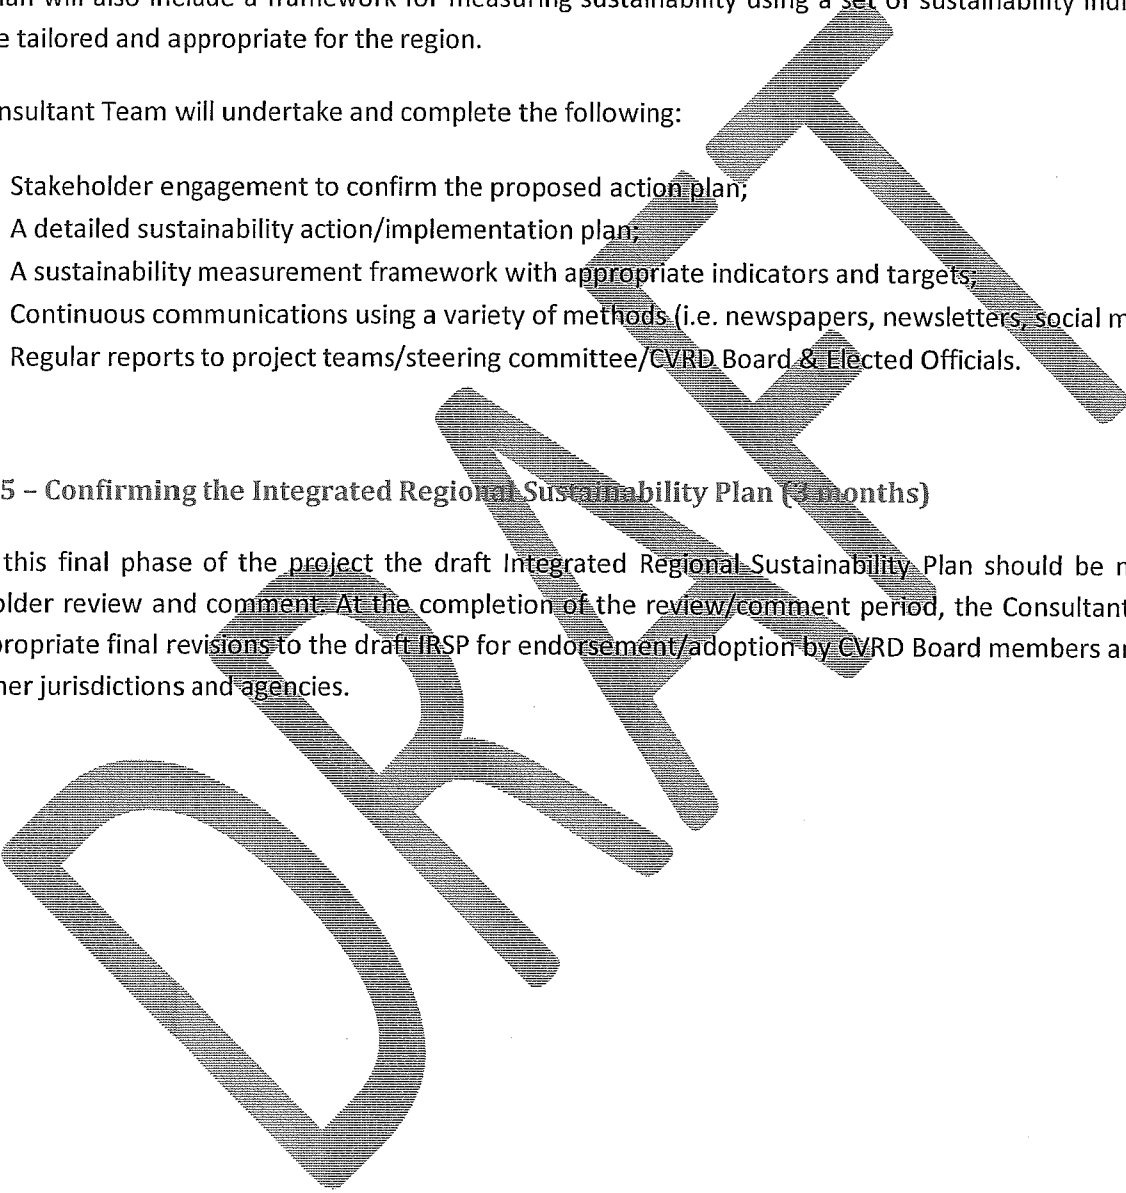 will also include a framework for measuring sustainability using a set of sustainability
e tailored and appropriate for the region.
nsultant Team will undertake and complete the following:
Stakeholder engagement to confirm the proposed action plan;
A detailed sustainability action/implementation plan;
A sustainability measurement framework with appropriate indicators and targets;
Continuous communications using a variety of methods (i.e. newspapers, newsletters, social m
Regular reports to project teams/steering committee/CVRD Board & Elected Officials.
5 – Confirming the Integrated Regional Sustainability Plan (3 months)
this final phase of the project the draft Integrated Regional Sustainability Plan should be
older review and comment. At the completion of the review/comment period, the Consultant
propriate final revisions to the draft IRSP for endorsement/adoption by CVRD Board members
her jurisdictions and agencies.
DRAFT